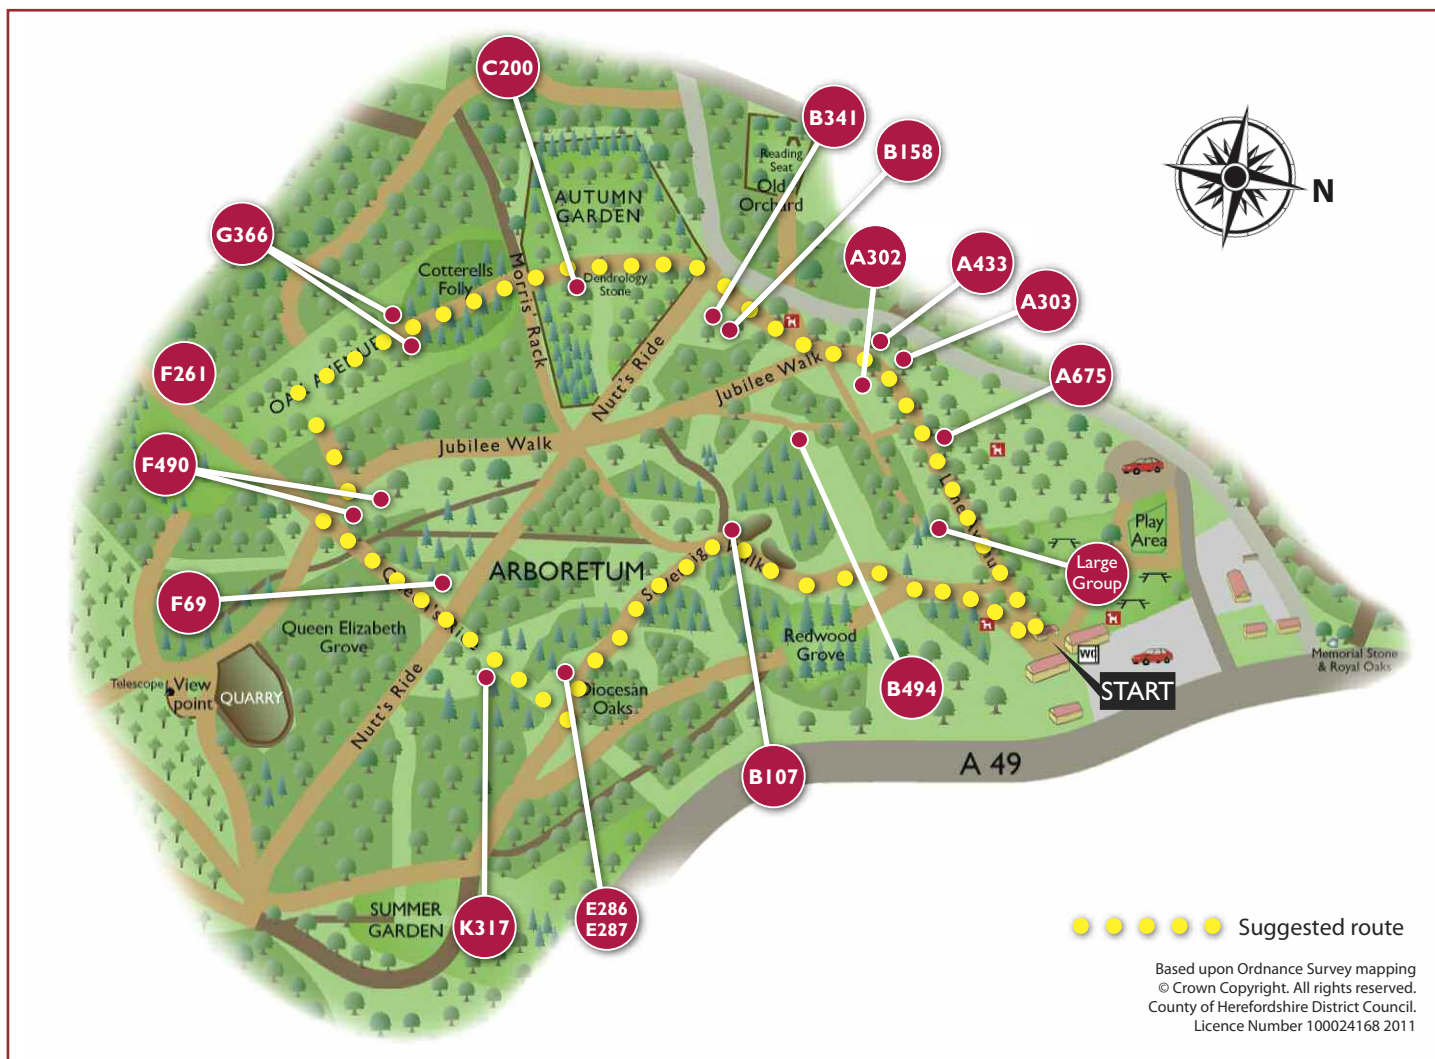 C200
B341
B158
Reading
Seat
Old
Orchard
N
AUTUMN
GARDEN
G366
A302
A433
A303
Cotterells
Folly
Morris' Rack
Dendrology
Stone
OAK AVENUE
F261
Nutt's Ride
Jubilee Walk
A675
Jubilee Walk
F490
Play
Area
ARBORETUM
Large
Group
F69
Queen Elizabeth
Grove
Redwood
Grove
WC
Memorial Stone
& Royal Oaks
Telescope
View
point
QUARRY
Nutt's Ride
Diocesan
Oaks
B494
START
A 49
B107
SUMMER
GARDEN
K317
E286
E287
Suggested route
Based upon Ordnance Survey mapping
© Crown Copyright. All rights reserved.
County of Herefordshire District Council.
Licence Number 100024168 2011